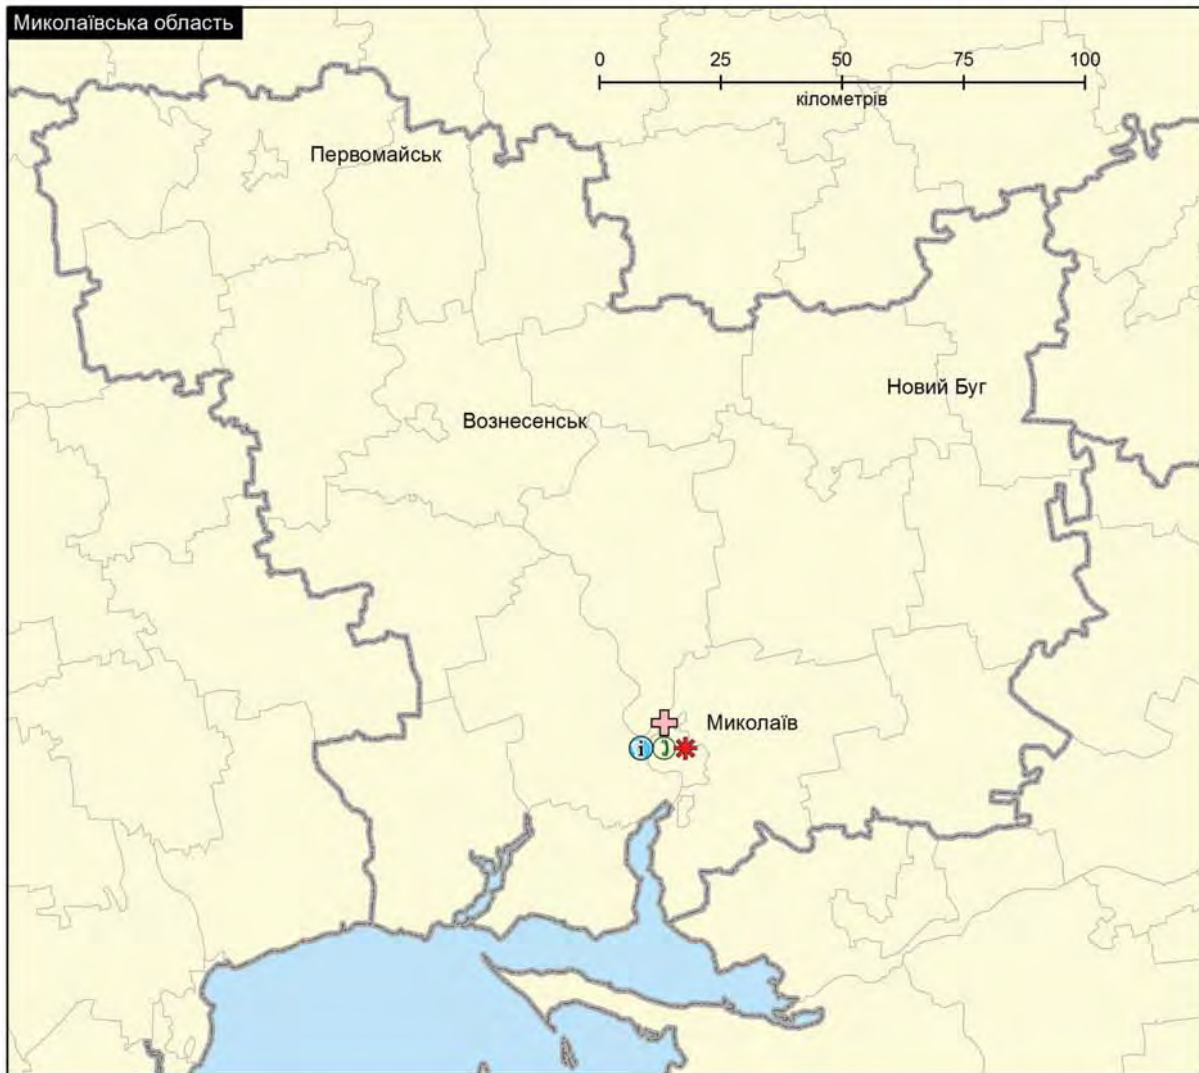 Миколаївська область
0 25 50 75 100
кілометрів
Первомайськ
Новий Буг
Вознесенськ
Миколаїв
i